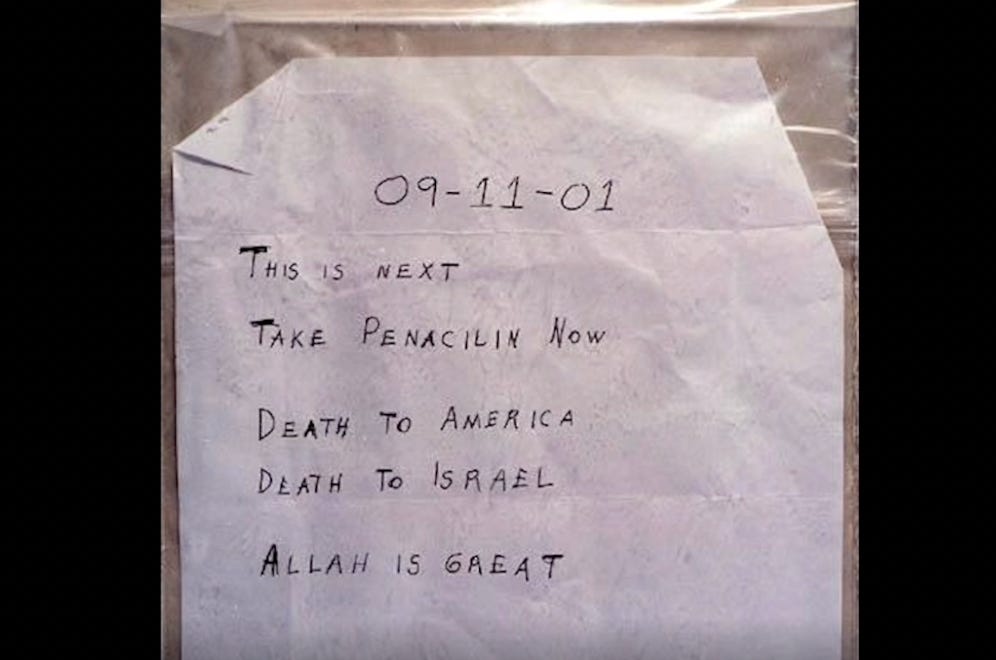 09-11-01
THIS IS NEXT
TAKE PENACILIN NOW
DEATH TO AMERICA
DEATH TO ISRAEL
ALLAH IS GREAT